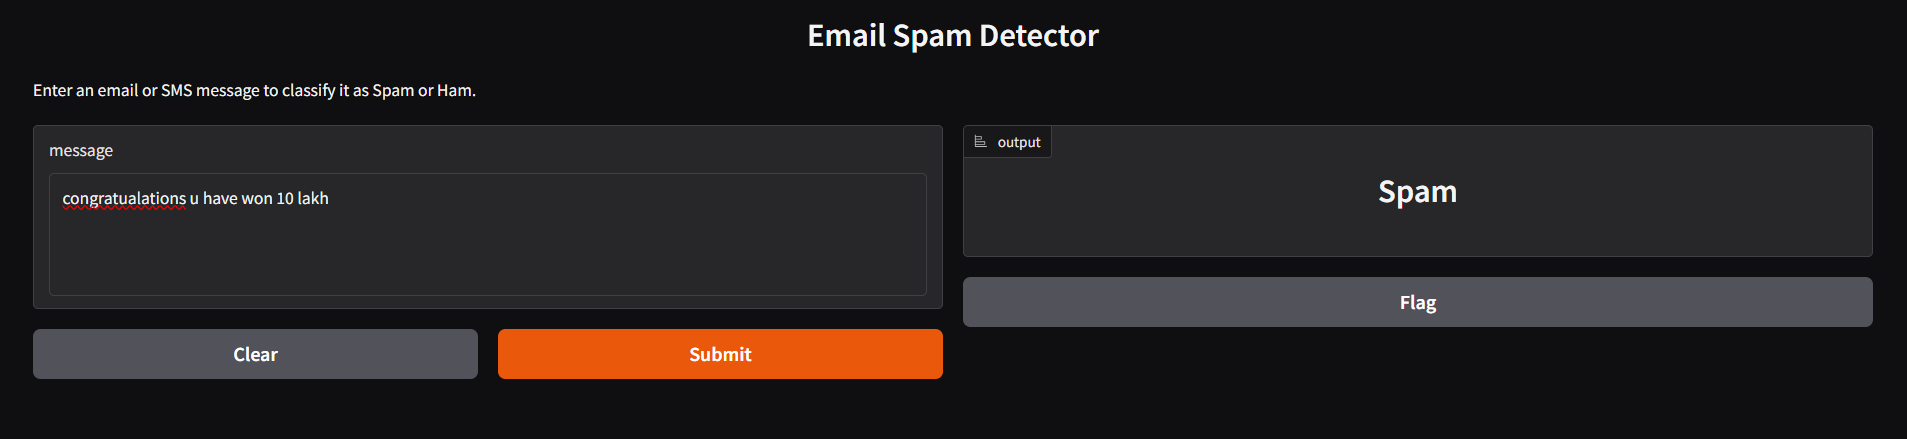 Email Spam Detector
Enter an email or SMS message to classify it as Spam or Ham.
message
congratualations u have won 10 lakh
Clear
Submit
output
Spam
Flag